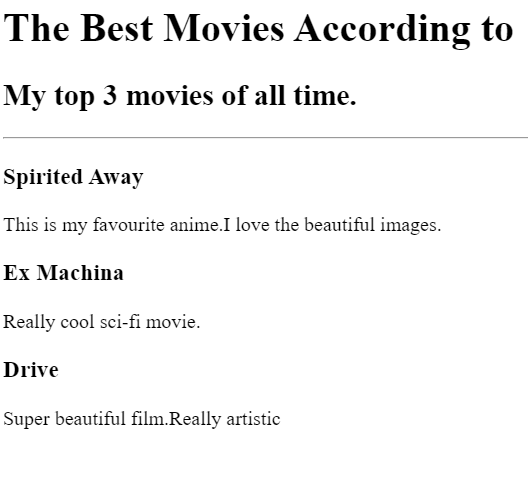 The Best Movies According to
My top 3 movies of all time.
Spirited Away
This is my favourite anime.I love the beautiful images.
Ex Machina
Really cool sci-fi movie.
Drive
Super beautiful film.Really artistic